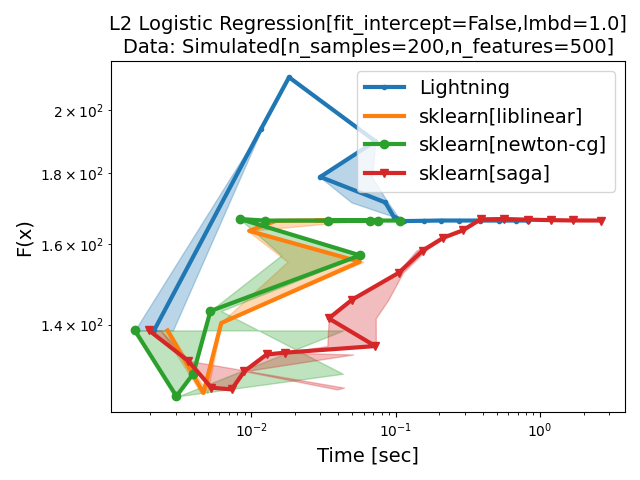 L2 Logistic Regression[fit_intercept=False,lmbd=1.0]
Data: Simulated[n_samples=200,n_features=500]
Lightning
sklearn[liblinear]
sklearn[newton-cg]
sklearn[saga]
2 × 10²
1.8 × 10²
1.6 × 10²
1.4 × 10²
F(x)
10⁻² 10⁻¹ 10⁰
Time [sec]